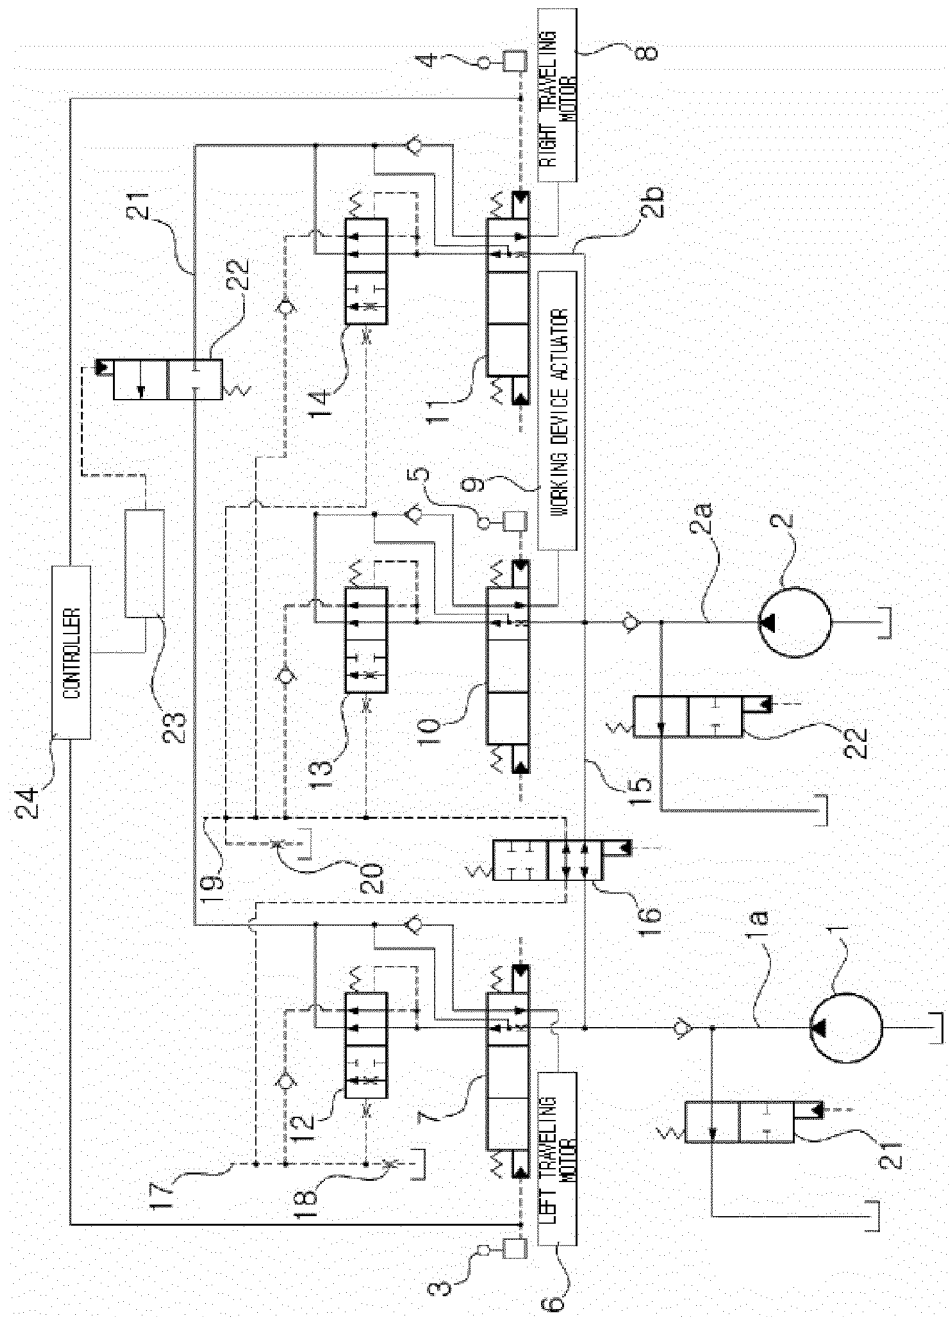 24
CONTROLLER
21
17
23
19
22
18
12
13
14
20
3
7
10
5
11
4
9
6
LEFT TRAVELING
MOTOR
WORKING DEVICE ACTUATOR
RIGHT TRAVELING
MOTOR
8
16
15
2b
2a
1a
2
1
22
21